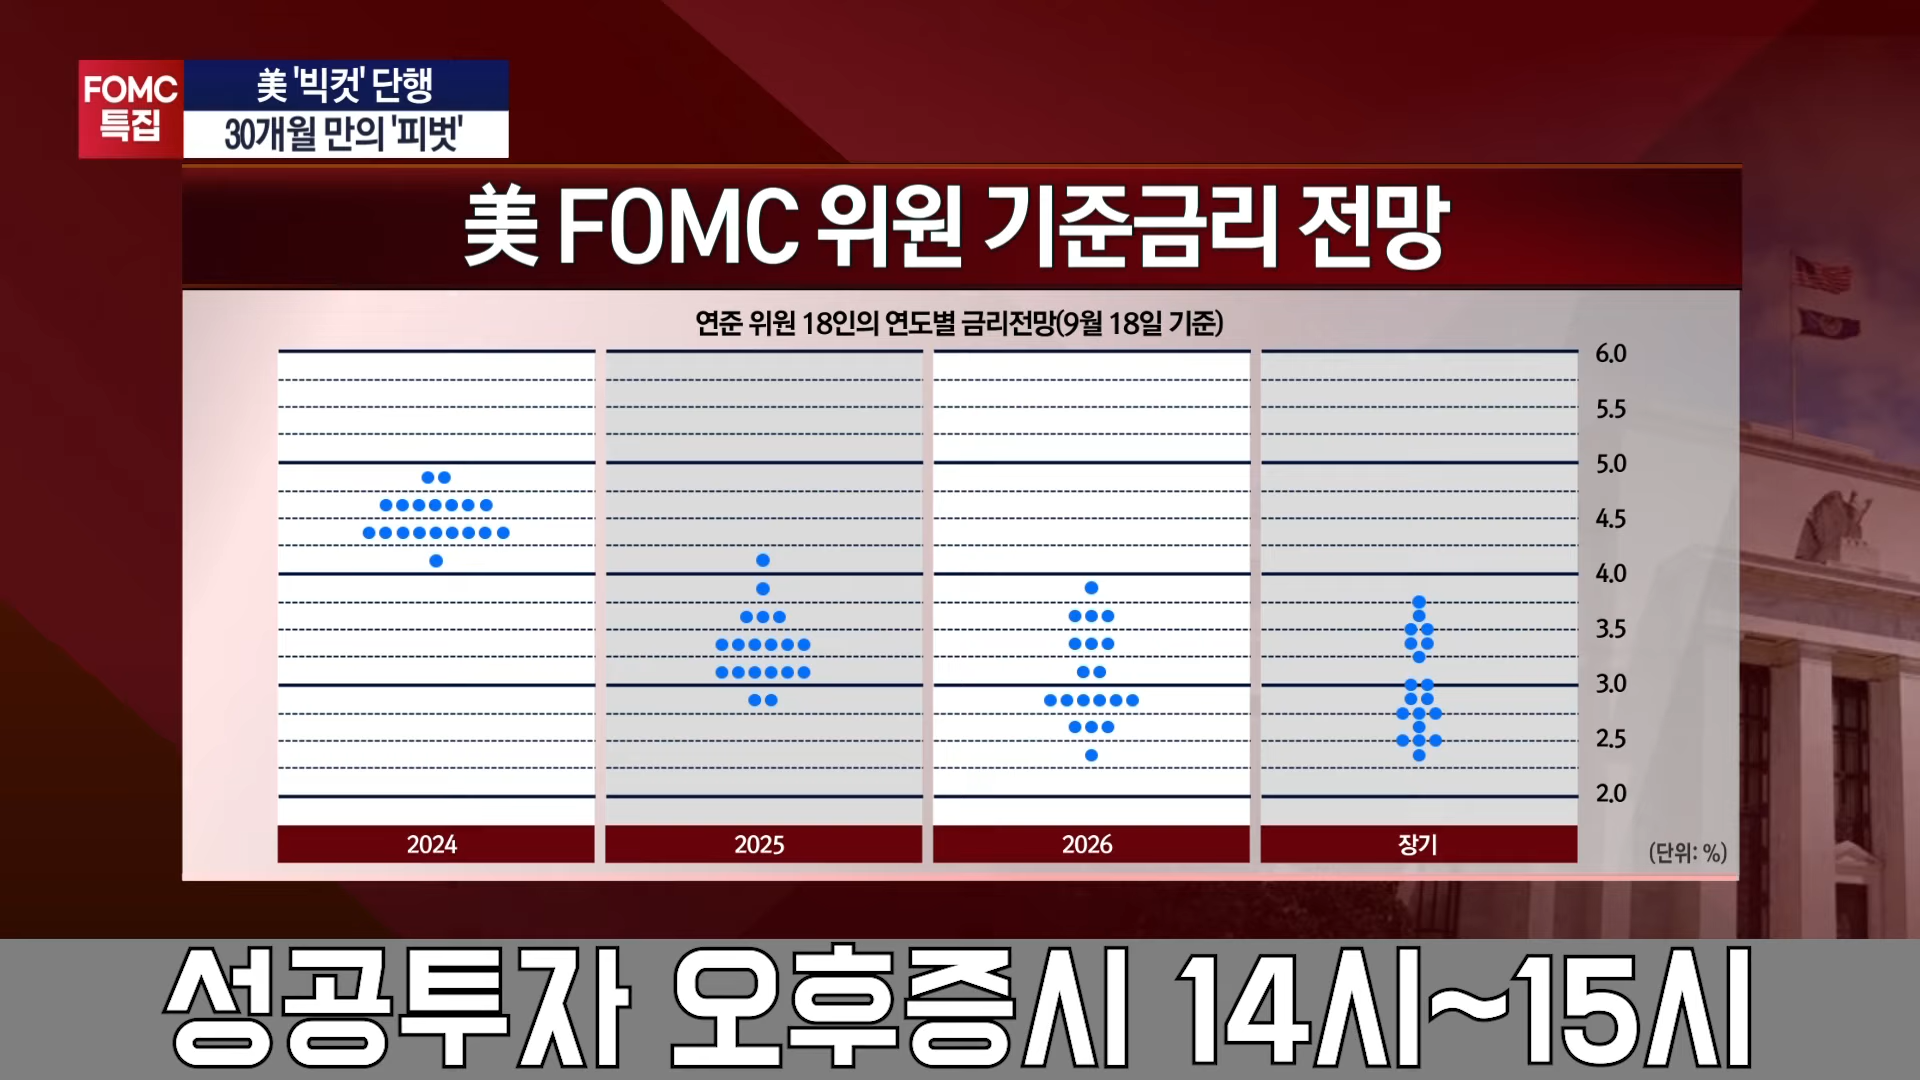 FOMC
특집
美 '빅컷' 단행
30개월 만의 '피벗'
美 FOMC 위원 기준금리 전망
연준 위원 18인의 연도별 금리전망(9월 18일 기준)
6.0
5.5
5.0
4.5
4.0
3.5
3.0
2.5
2.0
2024
2025
2026
장기
(단위: %)
성공투자 오후증시 14시~15시